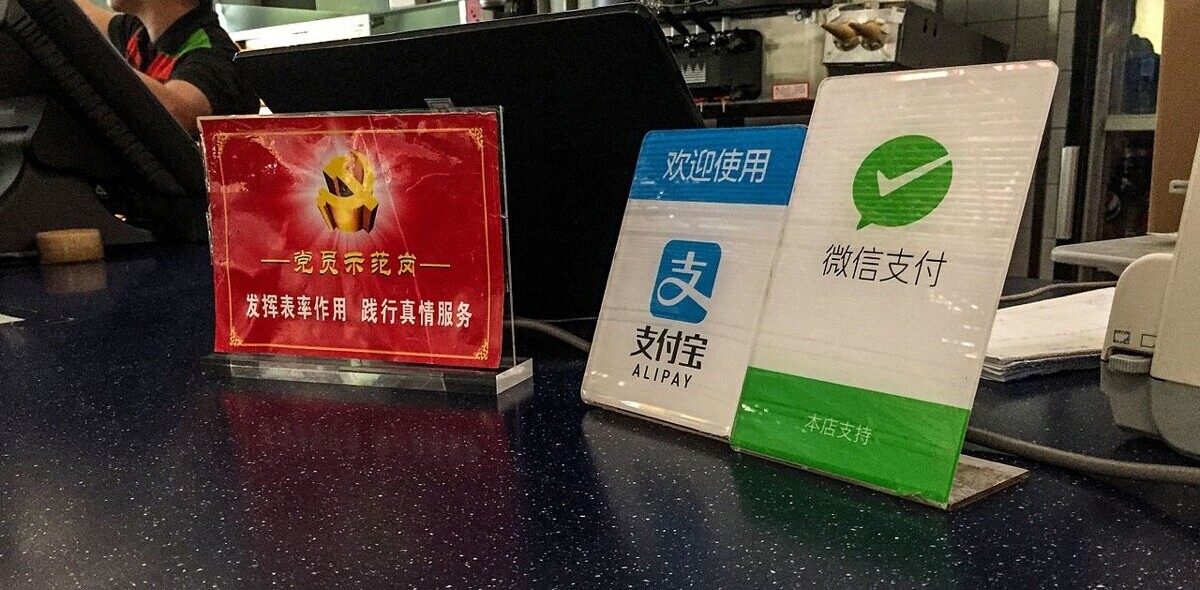 党员示范岗
发挥表率作用 践行真情服务
欢迎使用
支
支付宝
ALIPAY
微信支付
本店支持